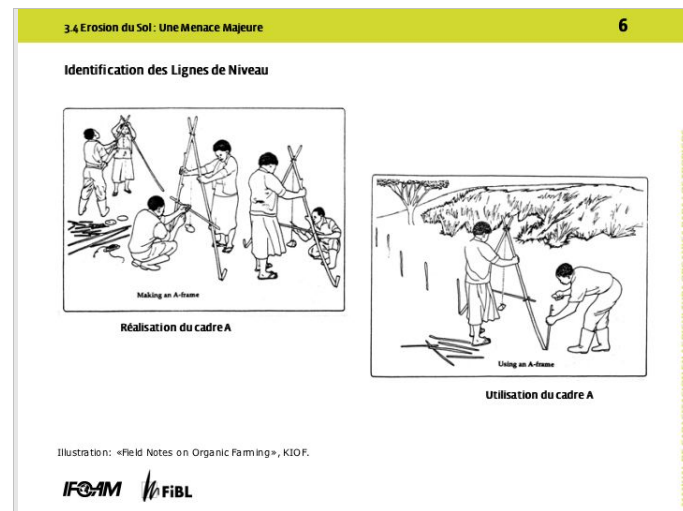 3.4 Erosion du Sol : Une Menace Majeure
6
Identification des Lignes de Niveau
Making an A-frame
Réalisation du cadre A
Using an A-frame
Utilisation du cadre A
Illustration: «Field Notes on Organic Farming», KIOF.
IFOAM FiBL